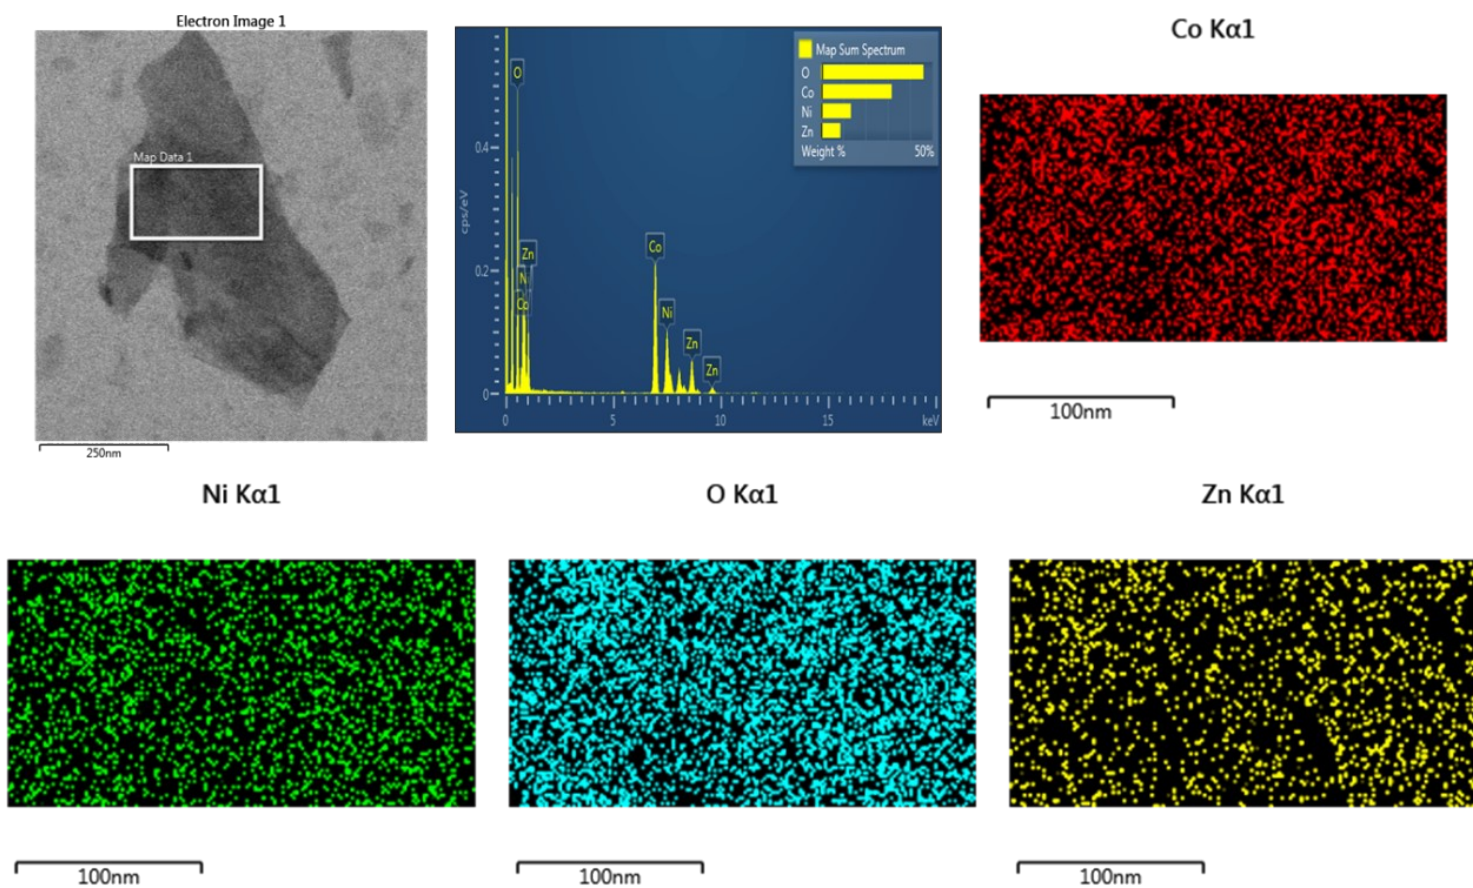 Electron Image 1
Map Data 1
250nm
Map Sum Spectrum
O
Co
Ni
Zn
Weight %
50%
cps/eV
0.4
0.2
0
O
Zn
N
Co
Co
Ni
Zn
Zn
0
5
10
15
keV
Co Kα1
100nm
Ni Kα1
100nm
O Kα1
100nm
Zn Kα1
100nm